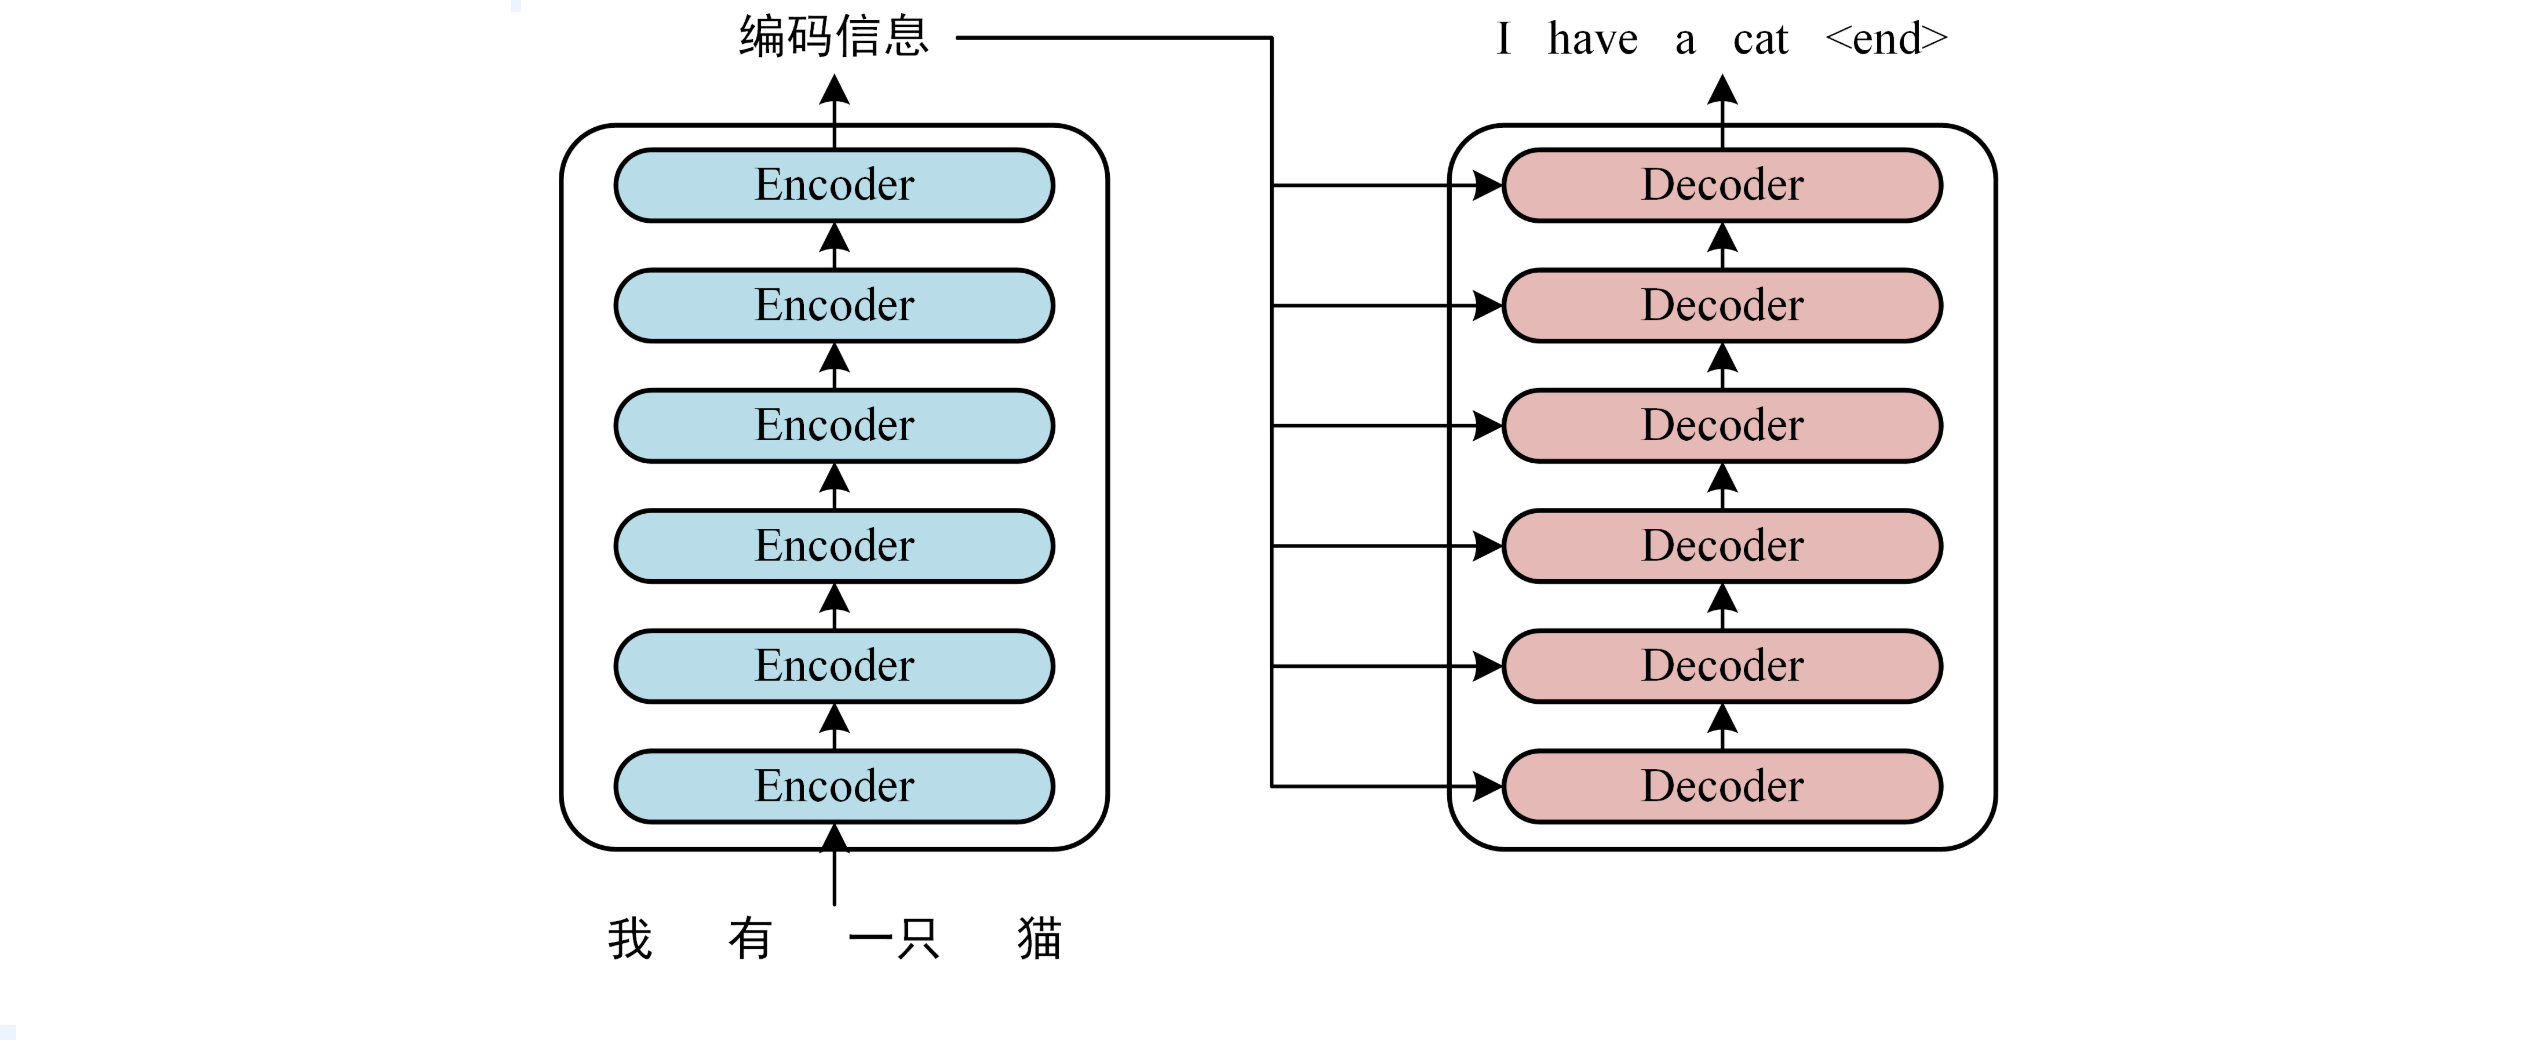 编码信息
I have a cat <end>
Encoder
Encoder
Encoder
Encoder
Encoder
Encoder
Decoder
Decoder
Decoder
Decoder
Decoder
Decoder
我 有 一只 猫